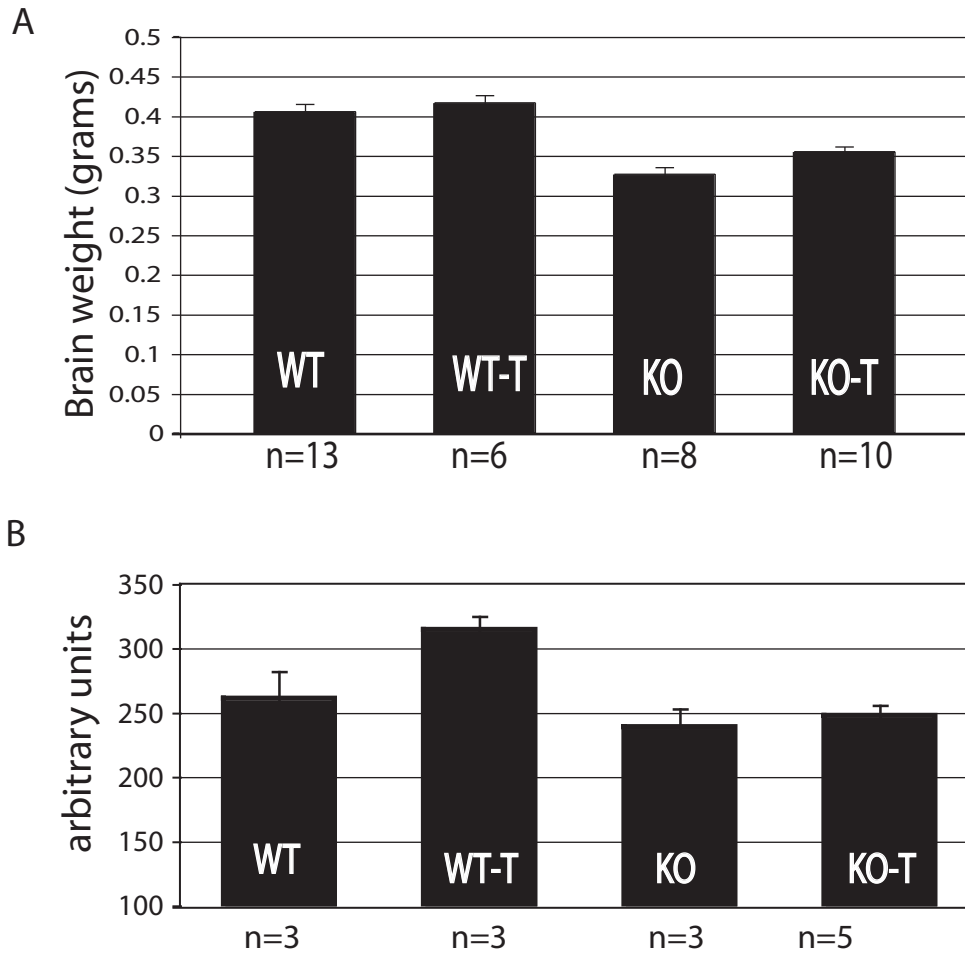 A
Brain weight (grams)
0.5
0.45
0.4
0.35
0.3
0.25
0.2
0.15
0.1
0.05
0
WT
WT-T
KO
KO-T
n=13
n=6
n=8
n=10
B
arbitrary units
350
300
250
200
150
100
WT
WT-T
KO
KO-T
n=3
n=3
n=3
n=5